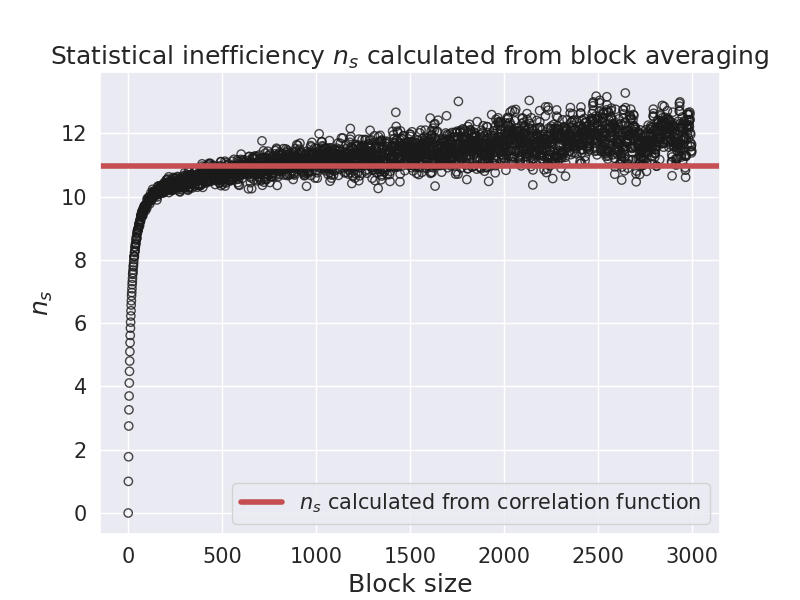 Statistical inefficiency n_s calculated from block averaging
n_s
12
10
8
6
4
2
0
n_s calculated from correlation function
0 500 1000 1500 2000 2500 3000
Block size